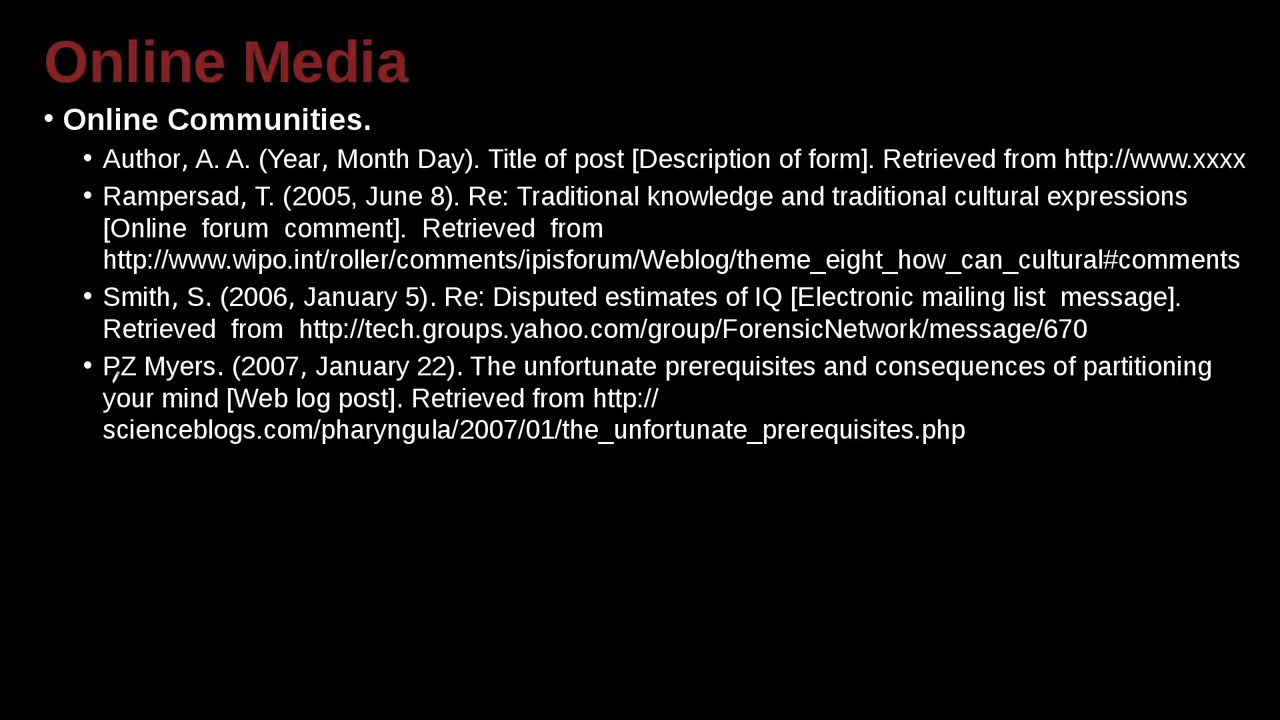 Online Media
• Online Communities.
• Author, A. A. (Year, Month Day). Title of post [Description of form]. Retrieved from http://www.xxxx
• Rampersad, T. (2005, June 8). Re: Traditional knowledge and traditional cultural expressions
[Online forum comment]. Retrieved from
http://www.wipo.int/roller/comments/ipisforum/Weblog/theme_eight_how_can_cultural#comments
• Smith, S. (2006, January 5). Re: Disputed estimates of IQ [Electronic mailing list message].
Retrieved from http://tech.groups.yahoo.com/group/ForensicNetwork/message/670
• P,Z Myers. (2007, January 22). The unfortunate prerequisites and consequences of partitioning
your mind [Web log post]. Retrieved from http://
scienceblogs.com/pharyngula/2007/01/the_unfortunate_prerequisites.php